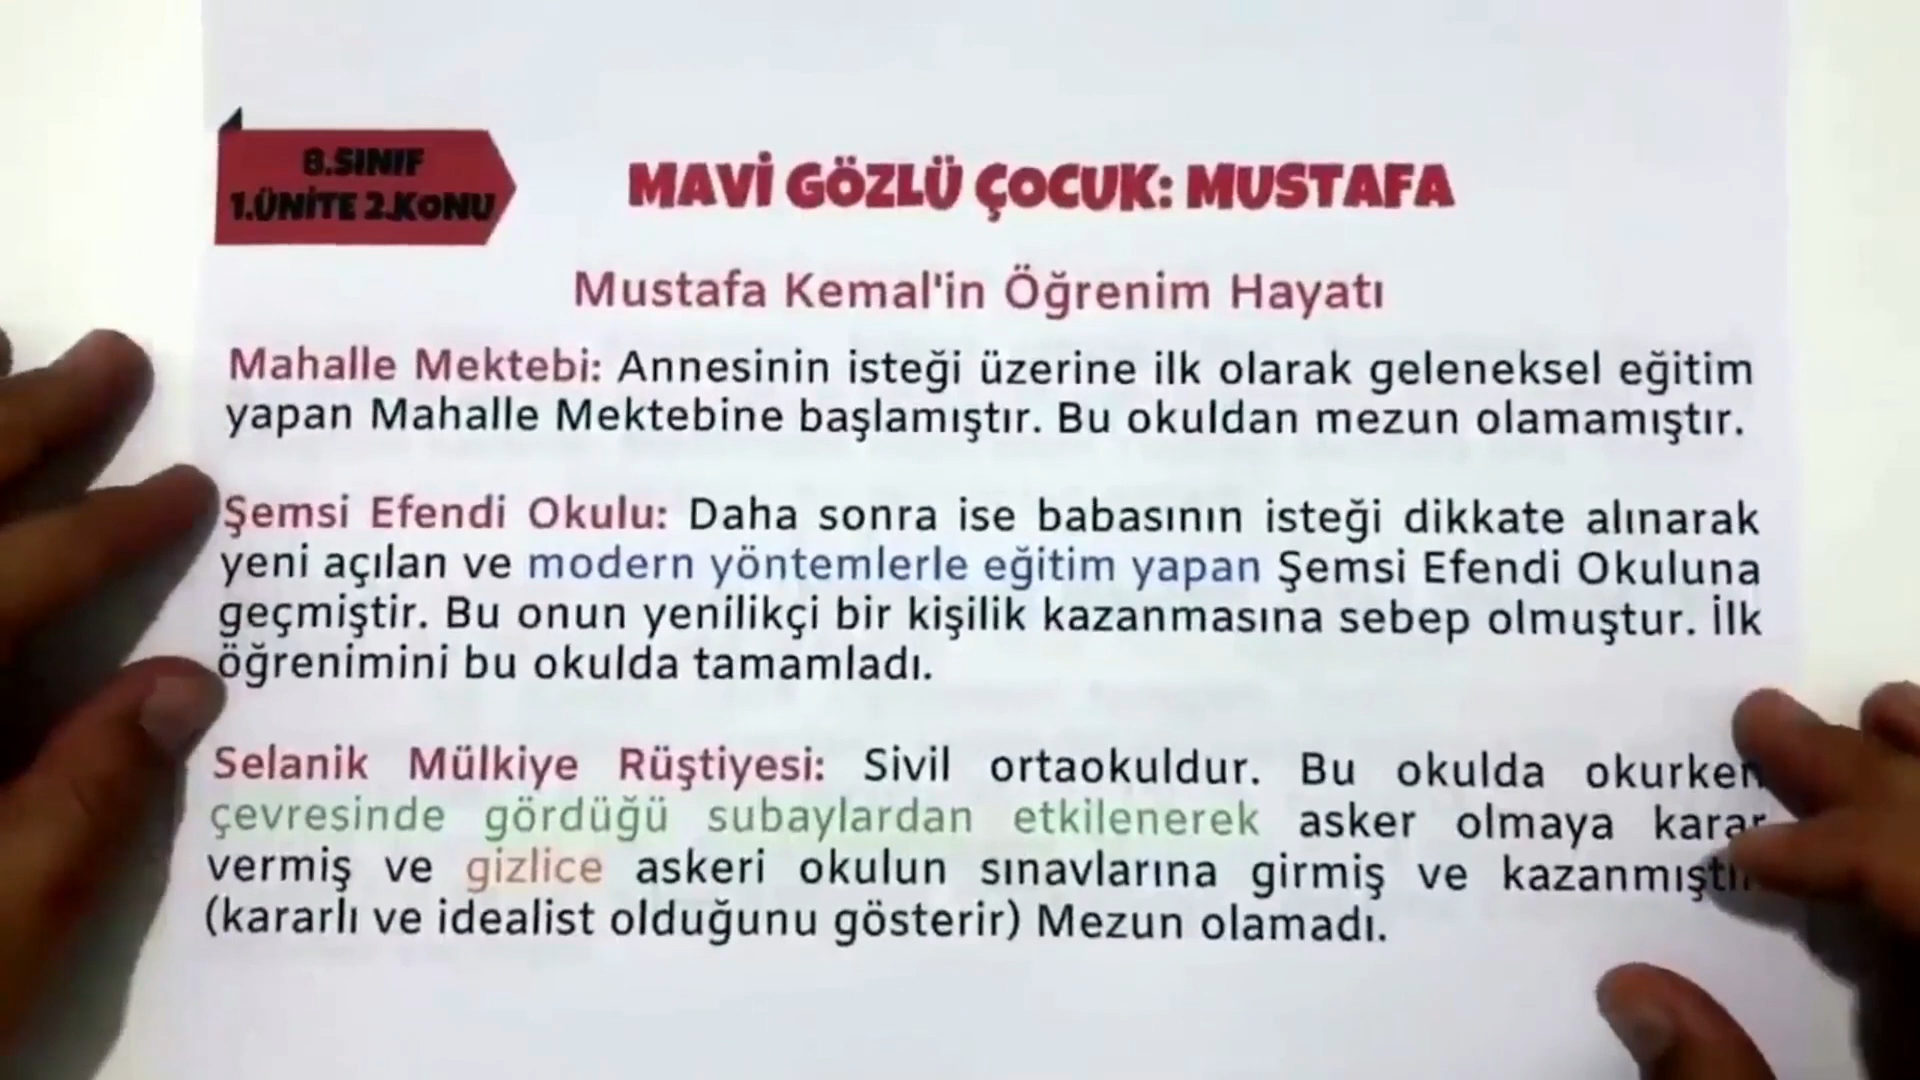 8.SINIF
1.ÜNİTE 2.KONU
MAVİ GÖZLÜ ÇOCUK: MUSTAFA
Mustafa Kemal'in Öğrenim Hayatı
Mahalle Mektebi: Annesinin isteği üzerine ilk olarak geleneksel eğitim
yapan Mahalle Mektebine başlamıştır. Bu okuldan mezun olamamıştır.
Şemsi Efendi Okulu: Daha sonra ise babasının isteği dikkate alınarak
yeni açılan ve modern yöntemlerle eğitim yapan Şemsi Efendi Okuluna
geçmiştir. Bu onun yenilikçi bir kişilik kazanmasına sebep olmuştur. İlk
öğrenimini bu okulda tamamladı.
Selanik Mülkiye Rüştiyesi: Sivil ortaokuldur. Bu okulda okurken
çevresinde gördüğü subaylardan etkilenerek asker olmaya karar
vermiş ve gizlice askeri okulun sınavlarına girmiş ve kazanmıştır
(kararlı ve idealist olduğunu gösterir) Mezun olamadı.